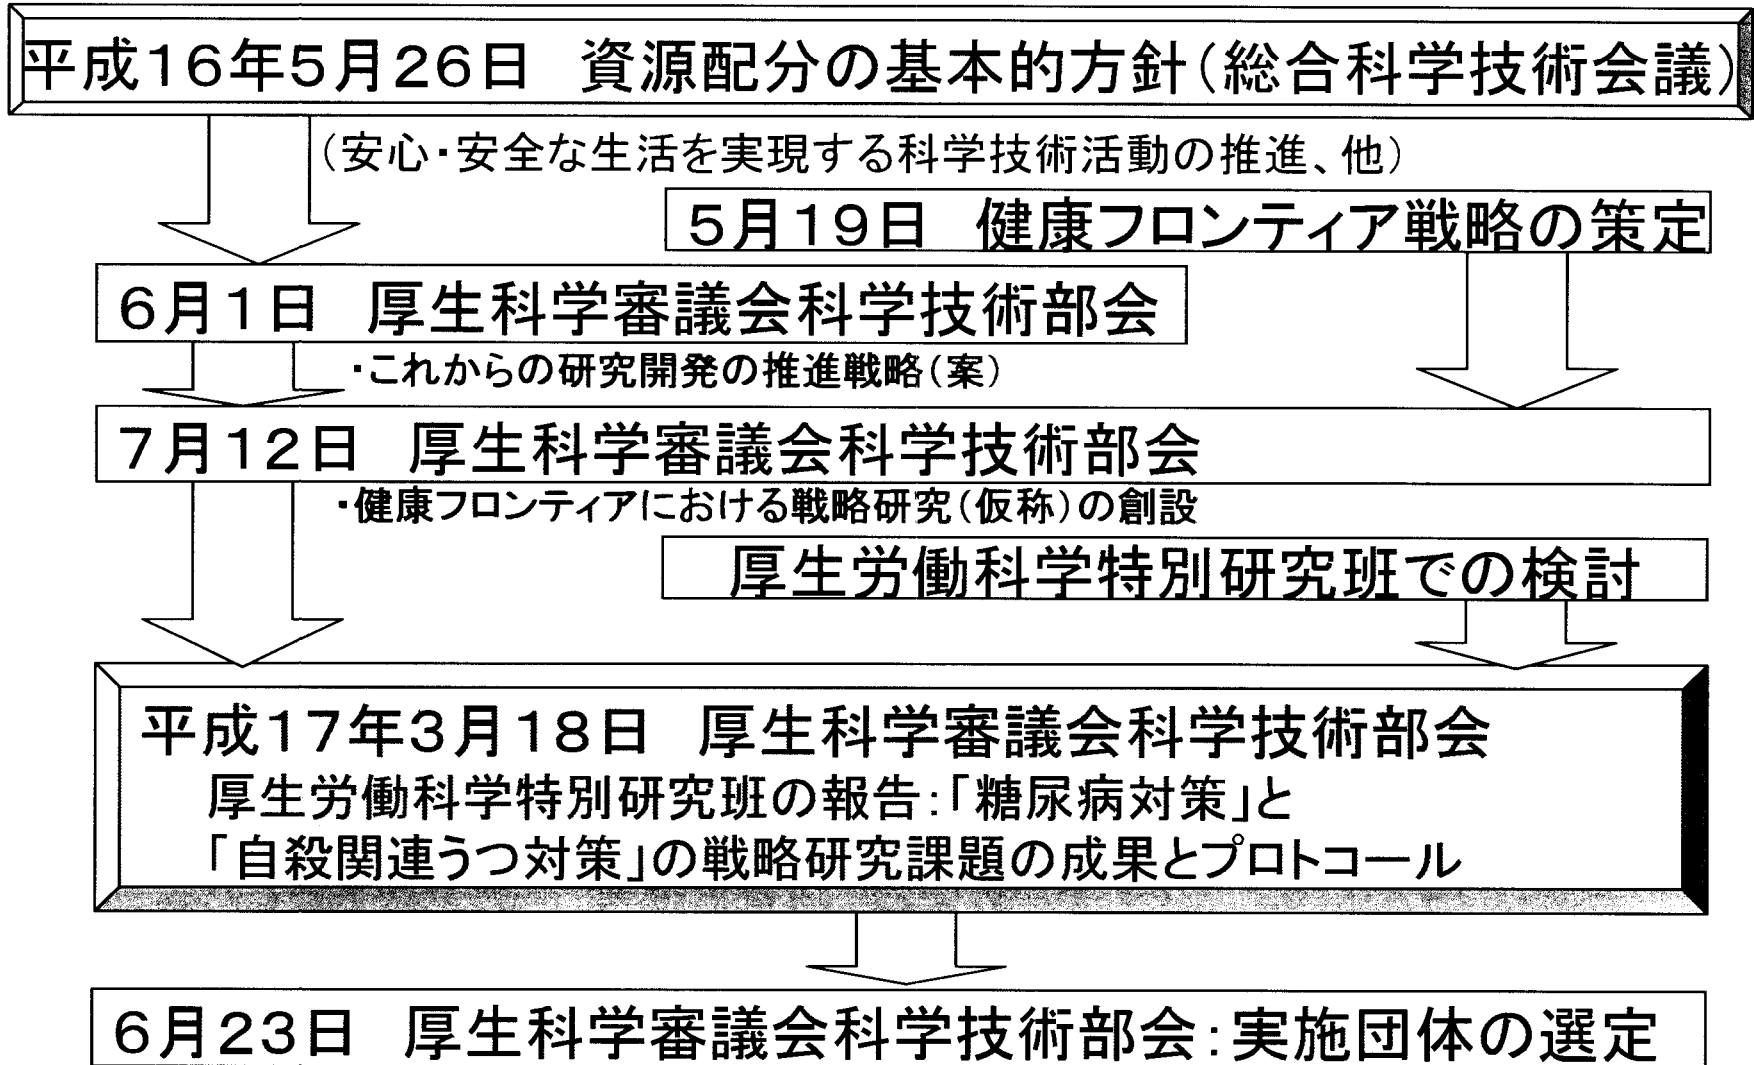 平成16年5月26日　資源配分の基本的方針(総合科学技術会議)
(安心・安全な生活を実現する科学技術活動の推進、他)
5月19日　健康フロンティア戦略の策定
6月1日　厚生科学審議会科学技術部会
・これからの研究開発の推進戦略(案)
7月12日　厚生科学審議会科学技術部会
・健康フロンティアにおける戦略研究(仮称)の創設
厚生労働科学特別研究班での検討
平成17年3月18日　厚生科学審議会科学技術部会
厚生労働科学特別研究班の報告:「糖尿病対策」と
「自殺関連うつ対策」の戦略研究課題の成果とプロトコール
6月23日　厚生科学審議会科学技術部会:実施団体の選定